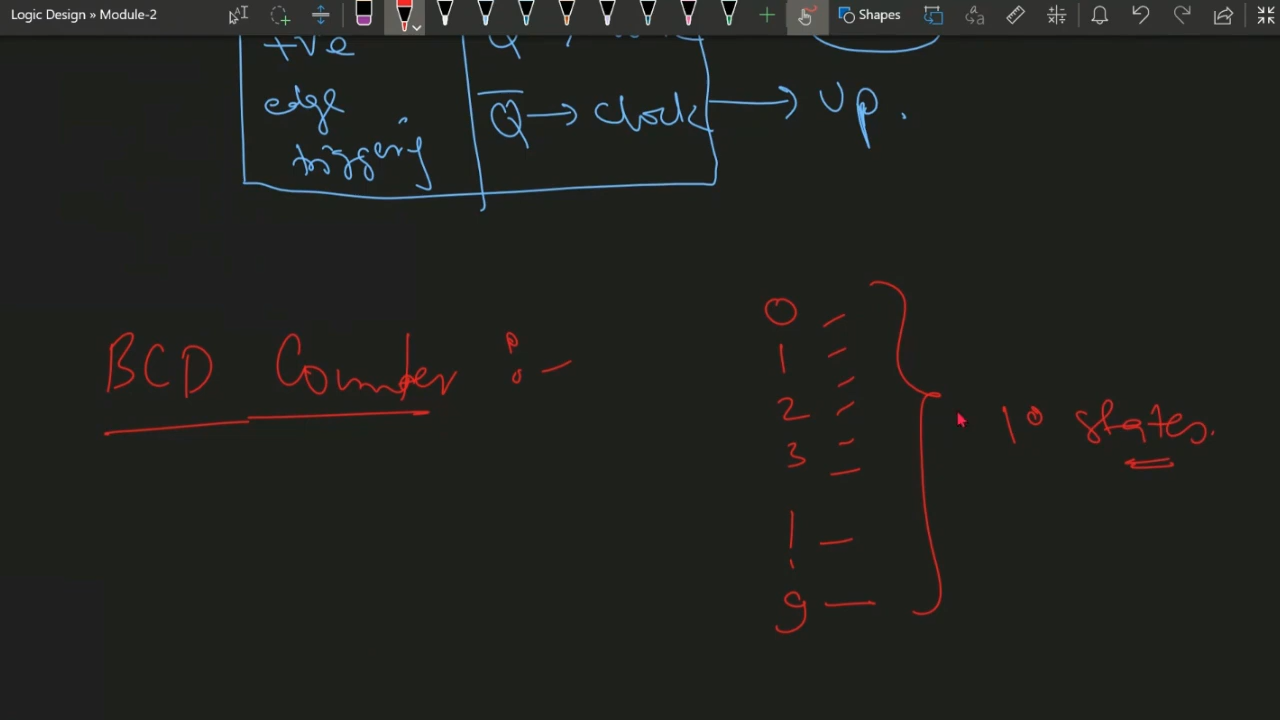 Logic Design » Module-2
Shapes
+ve
edge
triggering
Q̅ → clock → Up.
BCD Counter :-
0 -
1 -
2 -
3 -
9 -
10 states.